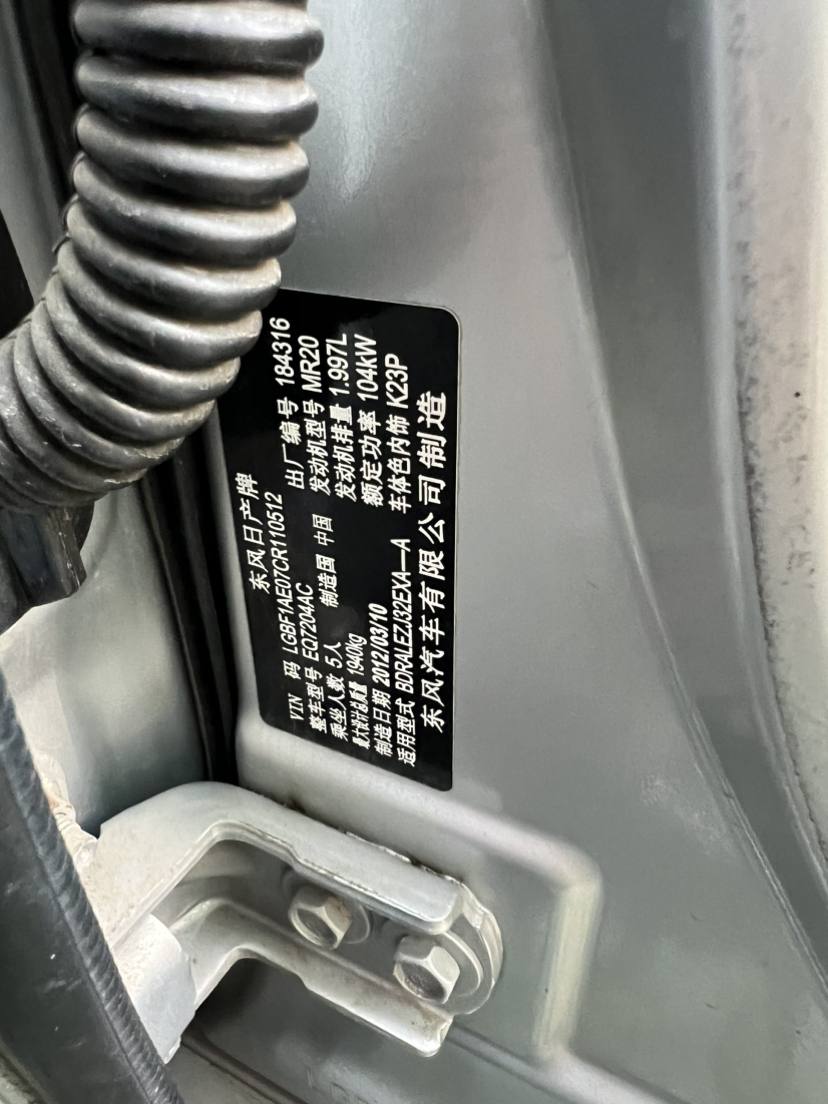 东风日产牌
VIN 码 LGBF1AE07CR110512 出厂编号 184316
整车型号 EQ7204AC 发动机型号 MR20
乘坐人数 5人 制造国 中国 发动机排量 1.997L
最大设计总质量 1940kg 额定功率 104kW
制造日期 2012/03/10 车体色内饰 K23P
适用型式 BDRALEZJ32EXA—A
东风汽车有限公司制造